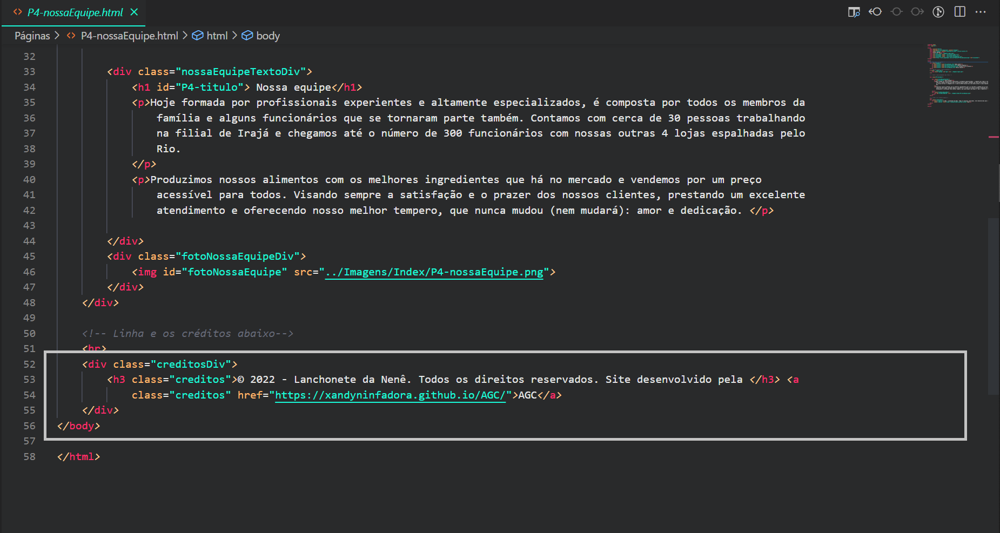 P4-nossaEquipe.html
Páginas > P4-nossaEquipe.html > html > body
32
33 <div class="nossaEquipeTextoDiv">
34 <h1 id="P4-titulo"> Nossa equipe</h1>
35 <p>Hoje formada por profissionais experientes e altamente especializados, é composta por todos os membros da
36 família e alguns funcionários que se tornaram parte também. Contamos com cerca de 30 pessoas trabalhando
37 na filial de Irajá e chegamos até o número de 300 funcionários com nossas outras 4 lojas espalhadas pelo
38 Rio.
39 </p>
40 <p>Produzimos nossos alimentos com os melhores ingredientes que há no mercado e vendemos por um preço
41 acessível para todos. Visando sempre a satisfação e o prazer dos nossos clientes, prestando um excelente
42 atendimento e oferecendo nosso melhor tempero, que nunca mudou (nem mudará): amor e dedicação. </p>
43
44 </div>
45 <div class="fotoNossaEquipeDiv">
46 <img id="fotoNossaEquipe" src="../Imagens/Index/P4-nossaEquipe.png">
47 </div>
48 </div>
49
50 <!-- Linha e os créditos abaixo-->
51 <hr>
52 <div class="creditosDiv">
53 <h3 class="creditos">© 2022 - Lanchonete da Nenê. Todos os direitos reservados. Site desenvolvido pela </h3> <a
54 class="creditos" href="https://xandyninfadora.github.io/AGC/">AGC</a>
55 </div>
56 </body>
57
58 </html>